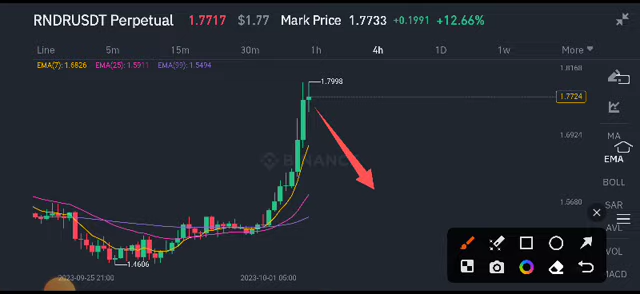 RNDRUSDT Perpetual 1.7717 $1.77 Mark Price 1.7733 +0.1991 +12.66%
Line 5m 15m 30m 1h 4h 1D 1w More
EMA(7): 1.6826 EMA(25): 1.5911 EMA(99): 1.5494
1.8168
1.7998
1.7724
1.6924
MA
BINANCE
EMA
BOLL
1.5680
SAR
AVL
VOL
1.4606
MACD
2023-09-25 21:00 2023-10-01 05:00